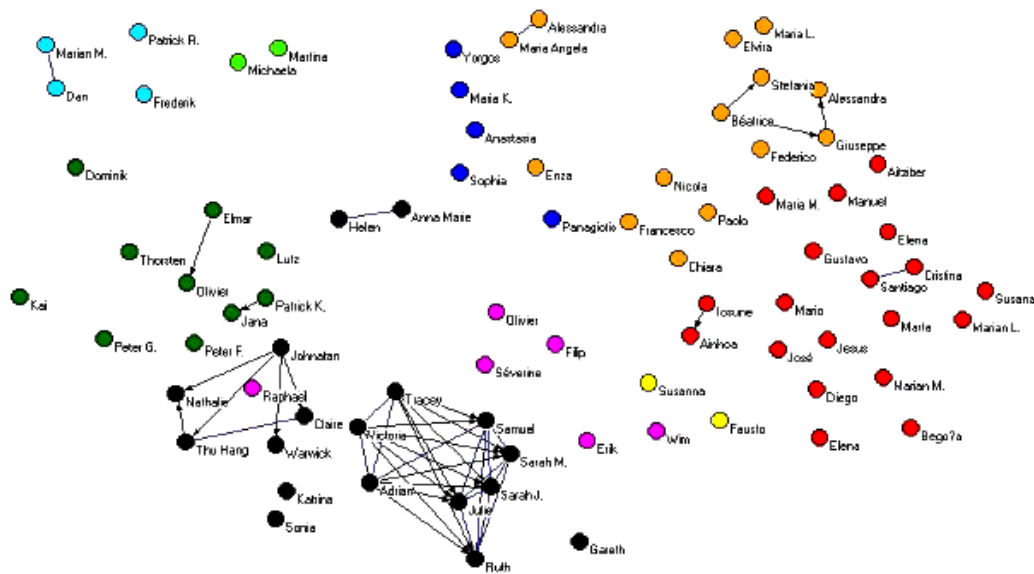 Alessandra
Maria L.
Patrick R.
Marian M.
Maria Angela
Elvira
Martina
Yorgos
Michaela
Stefania
Dan
Frederik
Maria K.
Alessandra
Béatrice
Anastasia
Giuseppe
Federico
Dominik
Sophia
Enza
Aitziber
Nicola
Maria M.
Manuel
Elmar
Helen
Anna Marie
Panagiotis
Francesco
Paolo
Elena
Thorsten
Lutz
Chiara
Gustavo
Cristina
Santiago
Olivier
Susana
Kai
Patrick K.
Jana
Olivier
Iosune
Mario
Marta
Marian L.
Peter G.
Peter F.
Johnatan
Filip
Ainhoa
José
Jesus
Séverine
Nathalie
Raphael
Tracey
Susanna
Diego
Marian M.
Claire
Victoria
Samuel
Fausto
Bego?a
Thu Hang
Warwick
Erik
Wim
Elena
Sarah M.
Katrina
Adrian
Julie
Sarah J.
Sonia
Gareth
Ruth